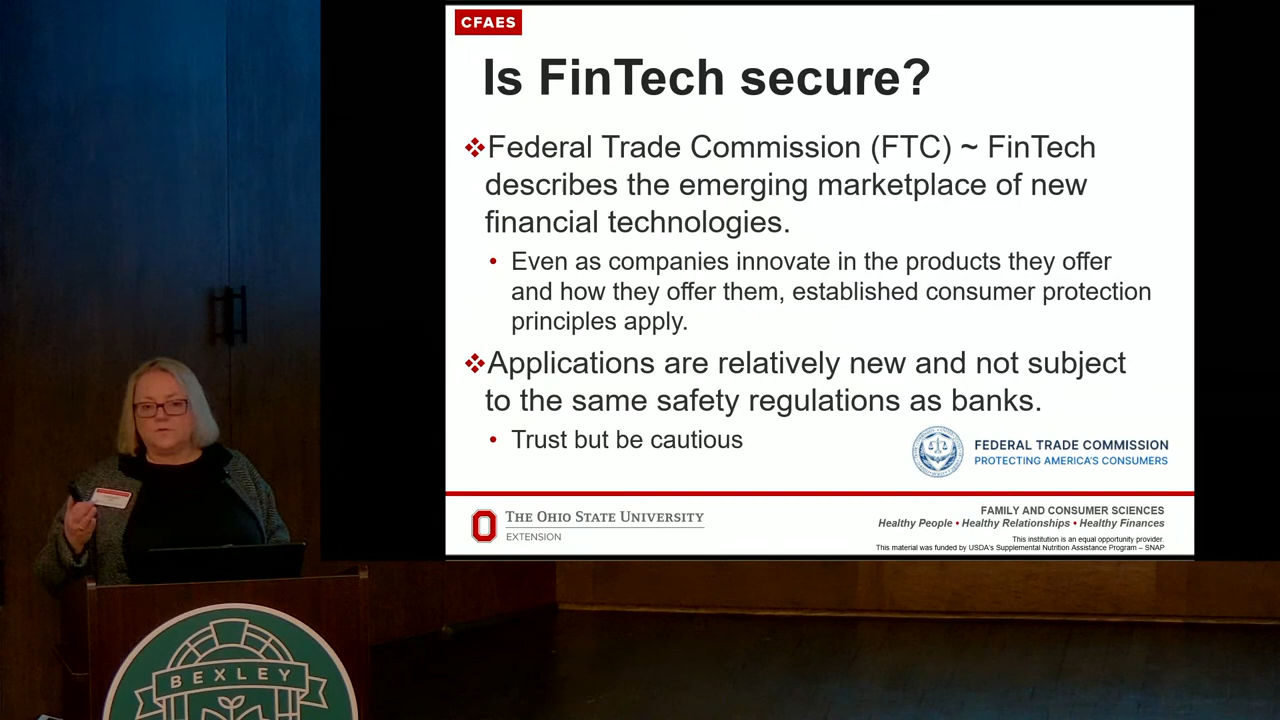 CFAES
Is FinTech secure?
❖Federal Trade Commission (FTC) ~ FinTech
describes the emerging marketplace of new
financial technologies.
• Even as companies innovate in the products they offer
and how they offer them, established consumer protection
principles apply.
❖Applications are relatively new and not subject
to the same safety regulations as banks.
• Trust but be cautious
FEDERAL TRADE COMMISSION
PROTECTING AMERICA'S CONSUMERS
THE OHIO STATE UNIVERSITY
EXTENSION
FAMILY AND CONSUMER SCIENCES
Healthy People • Healthy Relationships • Healthy Finances
This institution is an equal opportunity provider.
This material was funded by USDA's Supplemental Nutrition Assistance Program – SNAP
BEXLEY